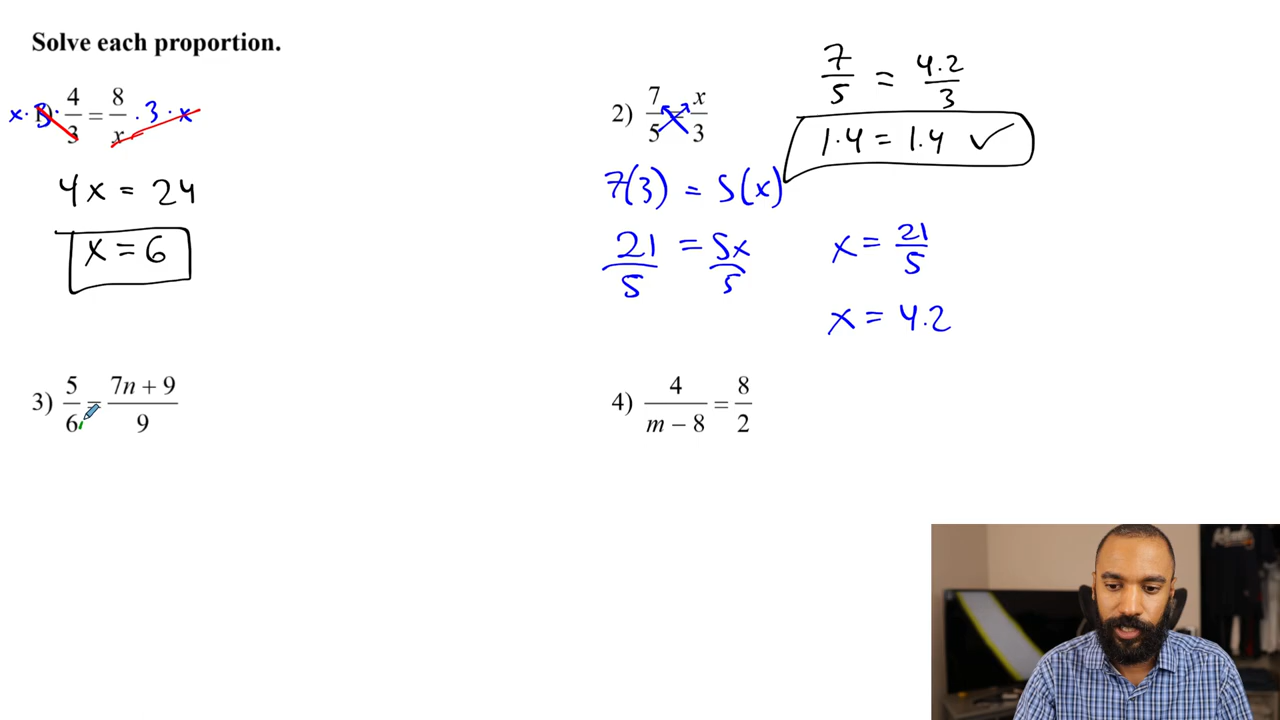 Solve each proportion.
x · 3 · 1) 4/3 = 8/x · 3 · x
4x = 24
x = 6
2) 7/5 = x/3
7(3) = 5(x)
21 = 5x
5 5
x = 21/5
x = 4.2
7/5 = 4.2/3
1.4 = 1.4 ✓
3) 5/6 = 7n + 9/9
4) 4/m − 8 = 8/2